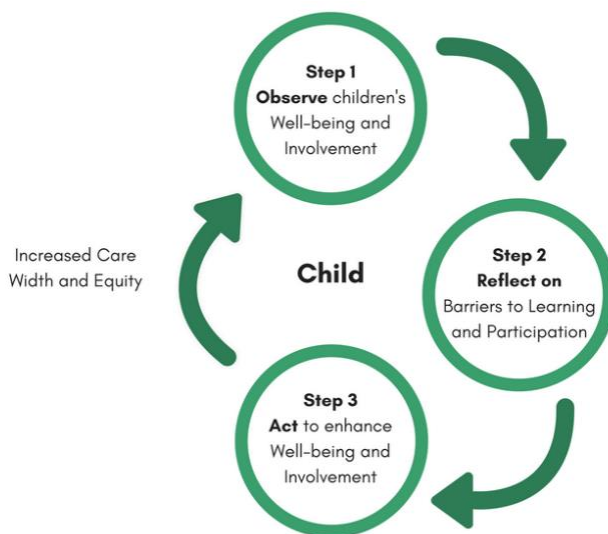 Step 1
Observe children's
Well-being and
Involvement
Increased Care
Width and Equity
Child
Step 2
Reflect on
Barriers to Learning
and Participation
Step 3
Act to enhance
Well-being and
Involvement